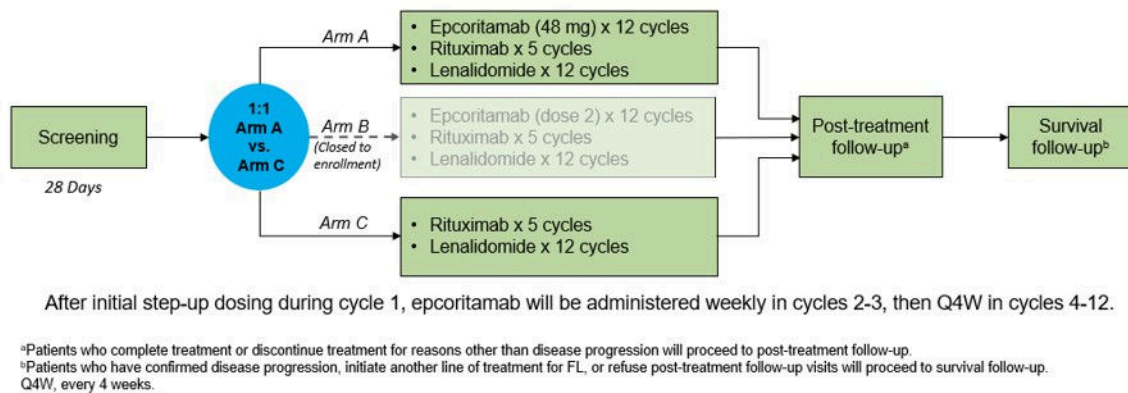 Screening
28 Days
1:1
Arm A
vs.
Arm C
Arm A
• Epcoritamab (48 mg) x 12 cycles
• Rituximab x 5 cycles
• Lenalidomide x 12 cycles
Arm B
(Closed to
enrollment)
• Epcoritamab (dose 2) x 12 cycles
• Rituximab x 5 cycles
• Lenalidomide x 12 cycles
Arm C
• Rituximab x 5 cycles
• Lenalidomide x 12 cycles
Post-treatment
follow-upᵃ
Survival
follow-upᵇ
After initial step-up dosing during cycle 1, epcoritamab will be administered weekly in cycles 2-3, then Q4W in cycles 4-12.
ᵃPatients who complete treatment or discontinue treatment for reasons other than disease progression will proceed to post-treatment follow-up.
ᵇPatients who have confirmed disease progression, initiate another line of treatment for FL, or refuse post-treatment follow-up visits will proceed to survival follow-up.
Q4W, every 4 weeks.